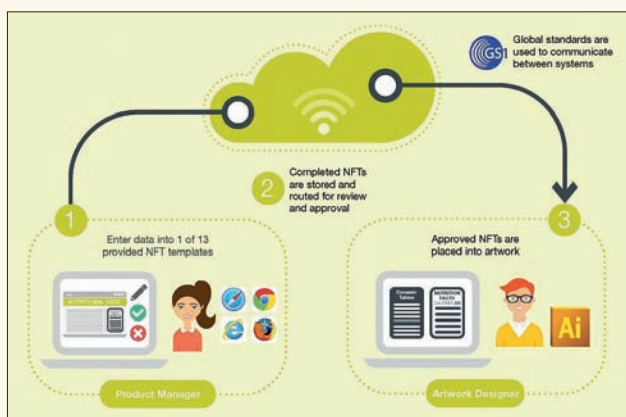 GS1
Global standards are
used to communicate
between systems
2
Completed NFTs
are stored and
routed for review
and approval
1
Enter data into 1 of 13
provided NFT templates
NUTRITIONAL DATA
Product Manager
3
Approved NFTs are
placed into artwork
Dynamic
Tables
NUTRITION
FACTS
Ai
Artwork Designer